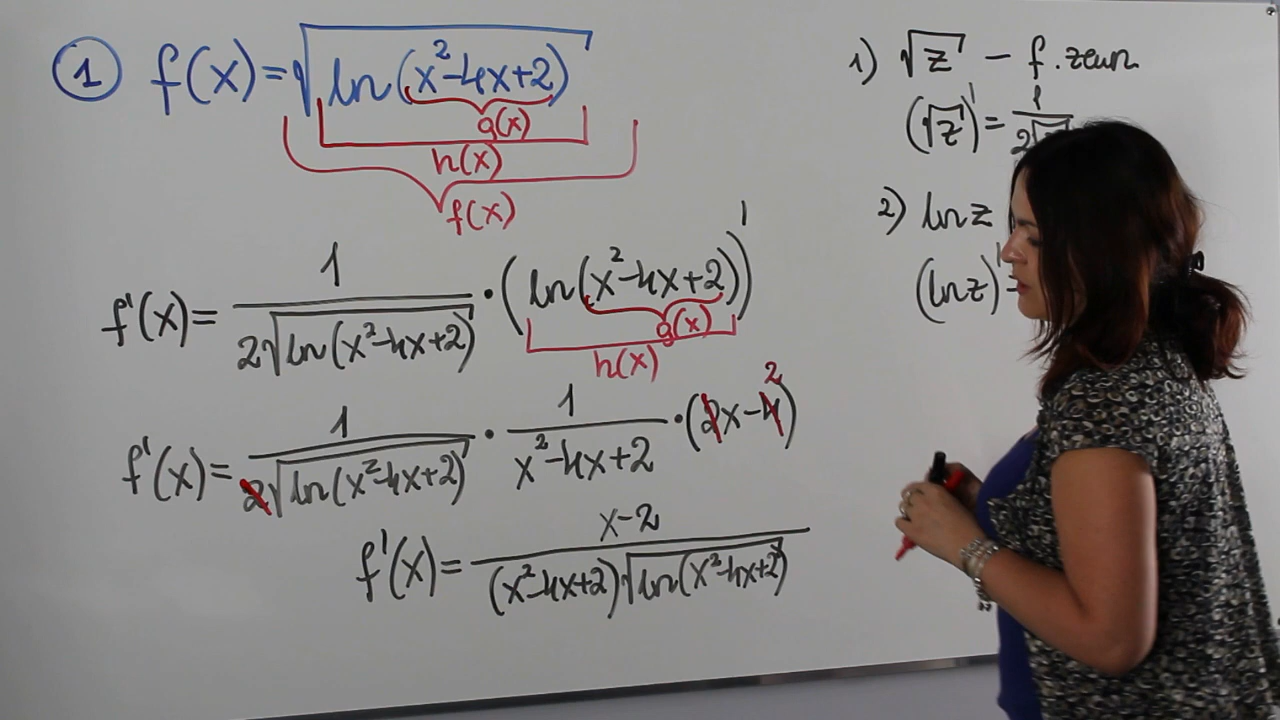 ① f(x)=√ln(x²-4x+2)
g(x)
h(x)
f(x)
f'(x)= 1/(2√ln(x²-4x+2)) · (ln(x²-4x+2))'
g(x)
h(x)
f'(x)= 1/(2√ln(x²-4x+2)) · 1/(x²-4x+2) · (2x-4) 2
f'(x)= (x-2)/((x²-4x+2)√ln(x²-4x+2))
1) √z -
(√z)'= 1/2√
2) ln z
(ln z)'=